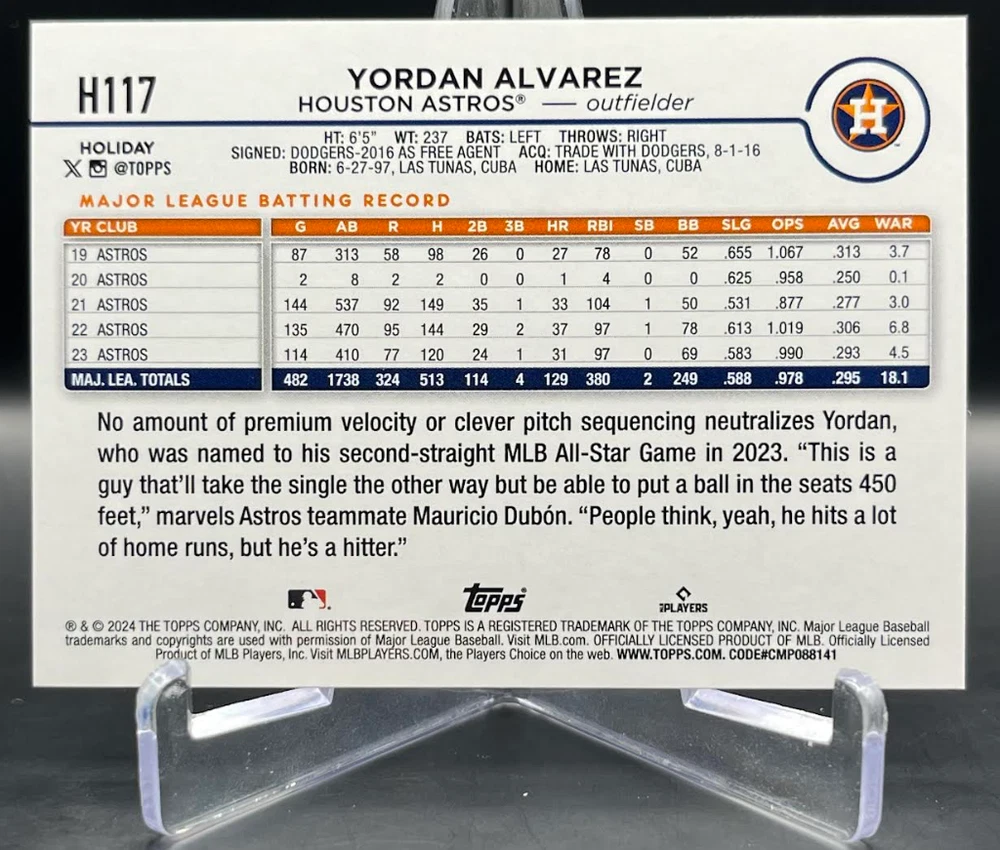 H117
YORDAN ALVAREZ
HOUSTON ASTROS® — outfielder
H
HOLIDAY
X @TOPPS
HT: 6'5" WT: 237 BATS: LEFT THROWS: RIGHT
SIGNED: DODGERS-2016 AS FREE AGENT ACQ: TRADE WITH DODGERS, 8-1-16
BORN: 6-27-97, LAS TUNAS, CUBA HOME: LAS TUNAS, CUBA
MAJOR LEAGUE BATTING RECORD
YR CLUB G AB R H 2B 3B HR RBI SB BB SLG OPS AVG WAR
19 ASTROS 87 313 58 98 26 0 27 78 0 52 .655 1.067 .313 3.7
20 ASTROS 2 8 2 2 0 0 1 4 0 0 .625 .958 .250 0.1
21 ASTROS 144 537 92 149 35 1 33 104 1 50 .531 .877 .277 3.0
22 ASTROS 135 470 95 144 29 2 37 97 1 78 .613 1.019 .306 6.8
23 ASTROS 114 410 77 120 24 1 31 97 0 69 .583 .990 .293 4.5
MAJ. LEA. TOTALS 482 1738 324 513 114 4 129 380 2 249 .588 .978 .295 18.1
No amount of premium velocity or clever pitch sequencing neutralizes Yordan,
who was named to his second-straight MLB All-Star Game in 2023. “This is a
guy that’ll take the single the other way but be able to put a ball in the seats 450
feet,” marvels Astros teammate Mauricio Dubón. “People think, yeah, he hits a lot
of home runs, but he’s a hitter.”
Topps
PLAYERS
® & © 2024 THE TOPPS COMPANY, INC. ALL RIGHTS RESERVED. TOPPS IS A REGISTERED TRADEMARK OF THE TOPPS COMPANY, INC. Major League Baseball
trademarks and copyrights are used with permission of Major League Baseball. Visit MLB.com. OFFICIALLY LICENSED PRODUCT OF MLB. Officially Licensed
Product of MLB Players, Inc. Visit MLBPLAYERS.COM, the Players Choice on the web. WWW.TOPPS.COM. CODE#CMP088141